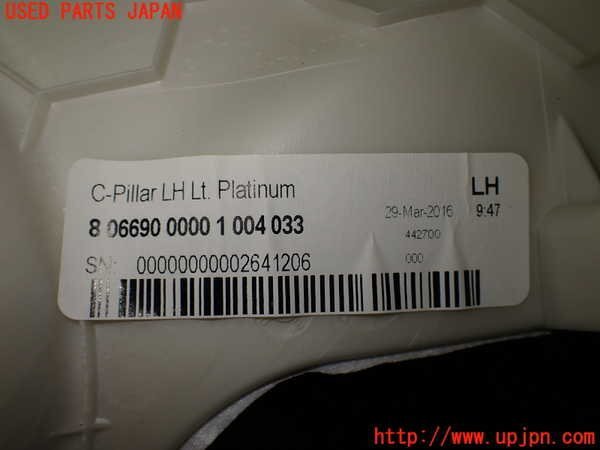 USED PARTS JAPAN
C-Pillar LH Lt. Platinum
LH
8 06690 0000 1 004 033
29-Mar-2016 9:47
442700
SN: 00000000002641206
000
http://www.upjpn.com